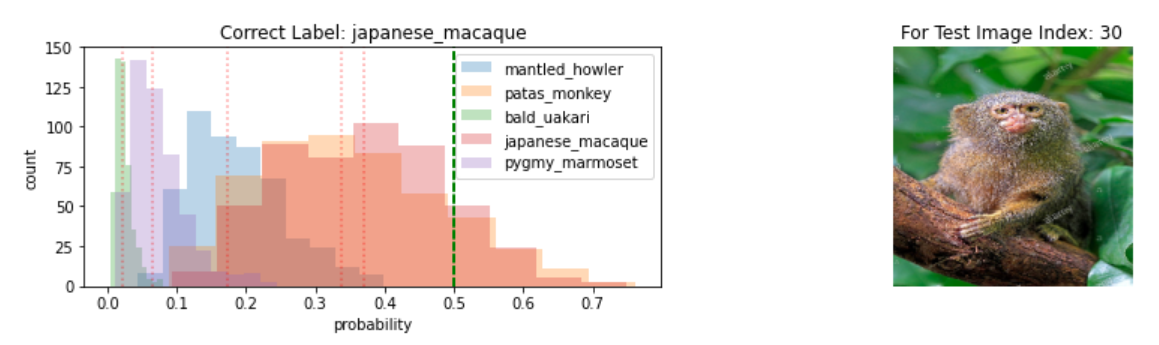 Correct Label: japanese_macaque
For Test Image Index: 30
count
150
125
100
75
50
25
0
mantled_howler
patas_monkey
bald_uakari
japanese_macaque
pygmy_marmoset
0.0 0.1 0.2 0.3 0.4 0.5 0.6 0.7
probability